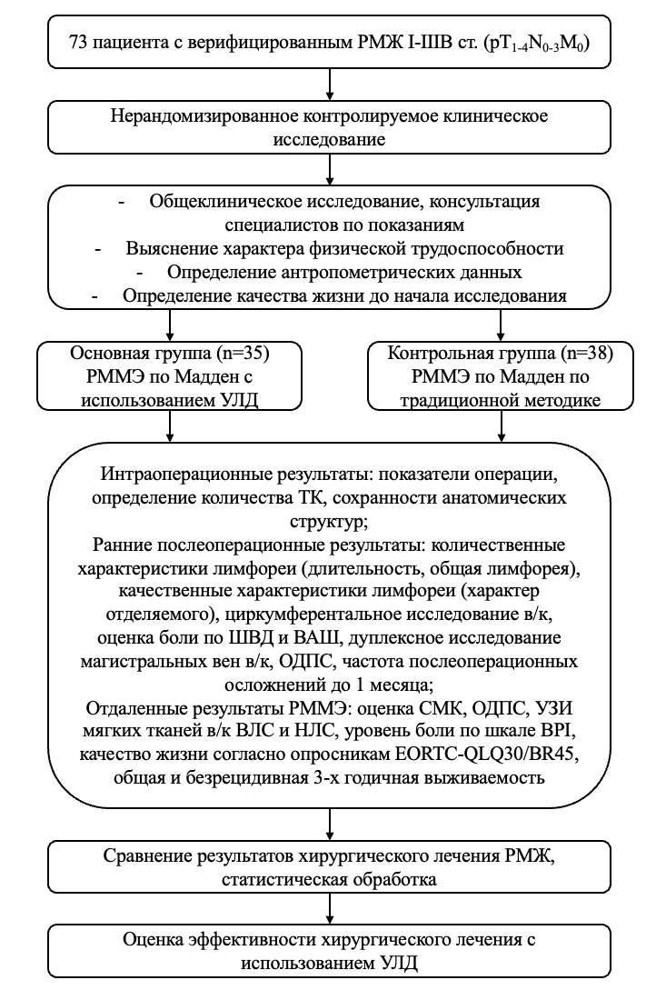 73 пациента с верифицированным РМЖ I-IIIВ ст. (pT1-4N0-3M0)
Нерандомизированное контролируемое клиническое
исследование
- Общеклиническое исследование, консультация
специалистов по показаниям
- Выяснение характера физической трудоспособности
- Определение антропометрических данных
- Определение качества жизни до начала исследования
Основная группа (n=35)
РММЭ по Мадден с
использованием УЛД
Контрольная группа (n=38)
РММЭ по Мадден по
традиционной методике
Интраоперационные результаты: показатели операции,
определение количества ТК, сохранности анатомических
структур;
Ранние послеоперационные результаты: количественные
характеристики лимфореи (длительность, общая лимфорея),
качественные характеристики лимфореи (характер
отделяемого), циркумферентальное исследование в/к,
оценка боли по ШВД и ВАШ, дуплексное исследование
магистральных вен в/к, ОДПС, частота послеоперационных
осложнений до 1 месяца;
Отдаленные результаты РММЭ: оценка СМК, ОДПС, УЗИ
мягких тканей в/к ВЛС и НЛС, уровень боли по шкале BPI,
качество жизни согласно опросникам EORTC-QLQ30/BR45,
общая и безрецидивная 3-х годичная выживаемость
Сравнение результатов хирургического лечения РМЖ,
статистическая обработка
Оценка эффективности хирургического лечения с
использованием УЛД